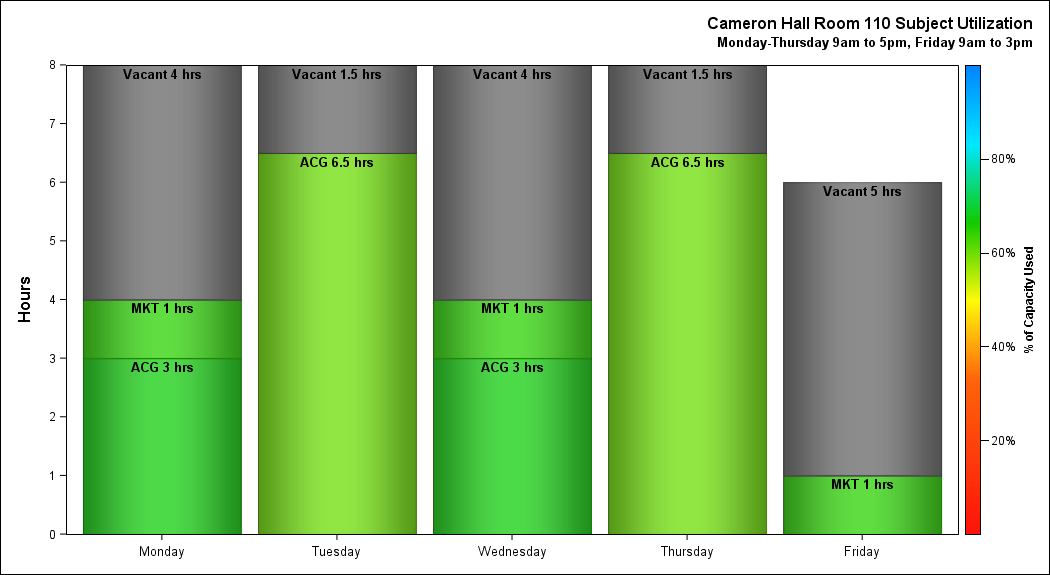 Cameron Hall Room 110 Subject Utilization
Monday-Thursday 9am to 5pm, Friday 9am to 3pm
8
7
6
5
4
3
2
1
0
Hours
Vacant 4 hrs
MKT 1 hrs
ACG 3 hrs
Vacant 1.5 hrs
ACG 6.5 hrs
Vacant 4 hrs
MKT 1 hrs
ACG 3 hrs
Vacant 1.5 hrs
ACG 6.5 hrs
Vacant 5 hrs
MKT 1 hrs
Monday
Tuesday
Wednesday
Thursday
Friday
80%
60%
40%
20%
% of Capacity Used